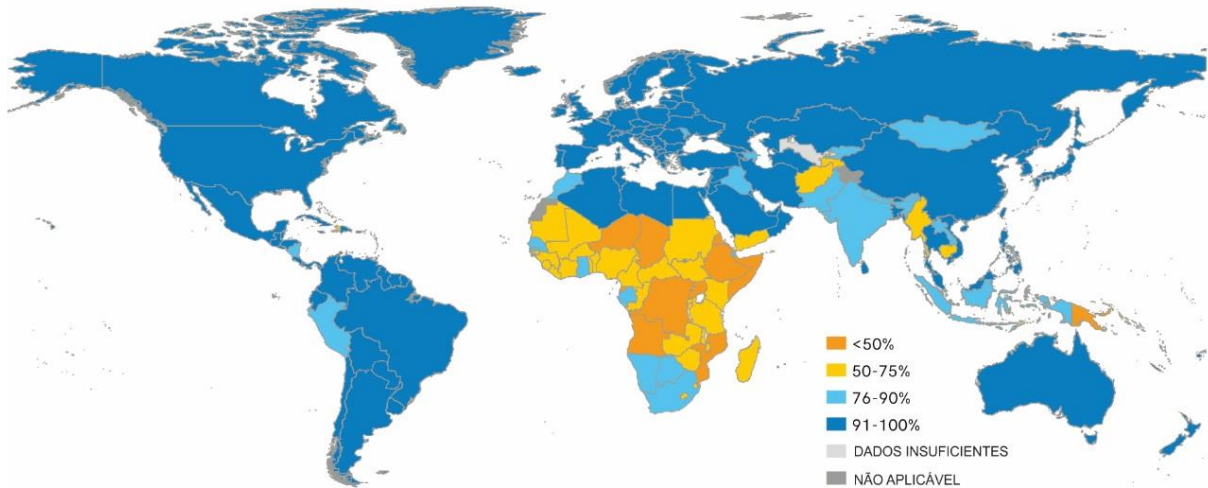 <50%
50-75%
76-90%
91-100%
DADOS INSUFICIENTES
NÃO APLICÁVEL